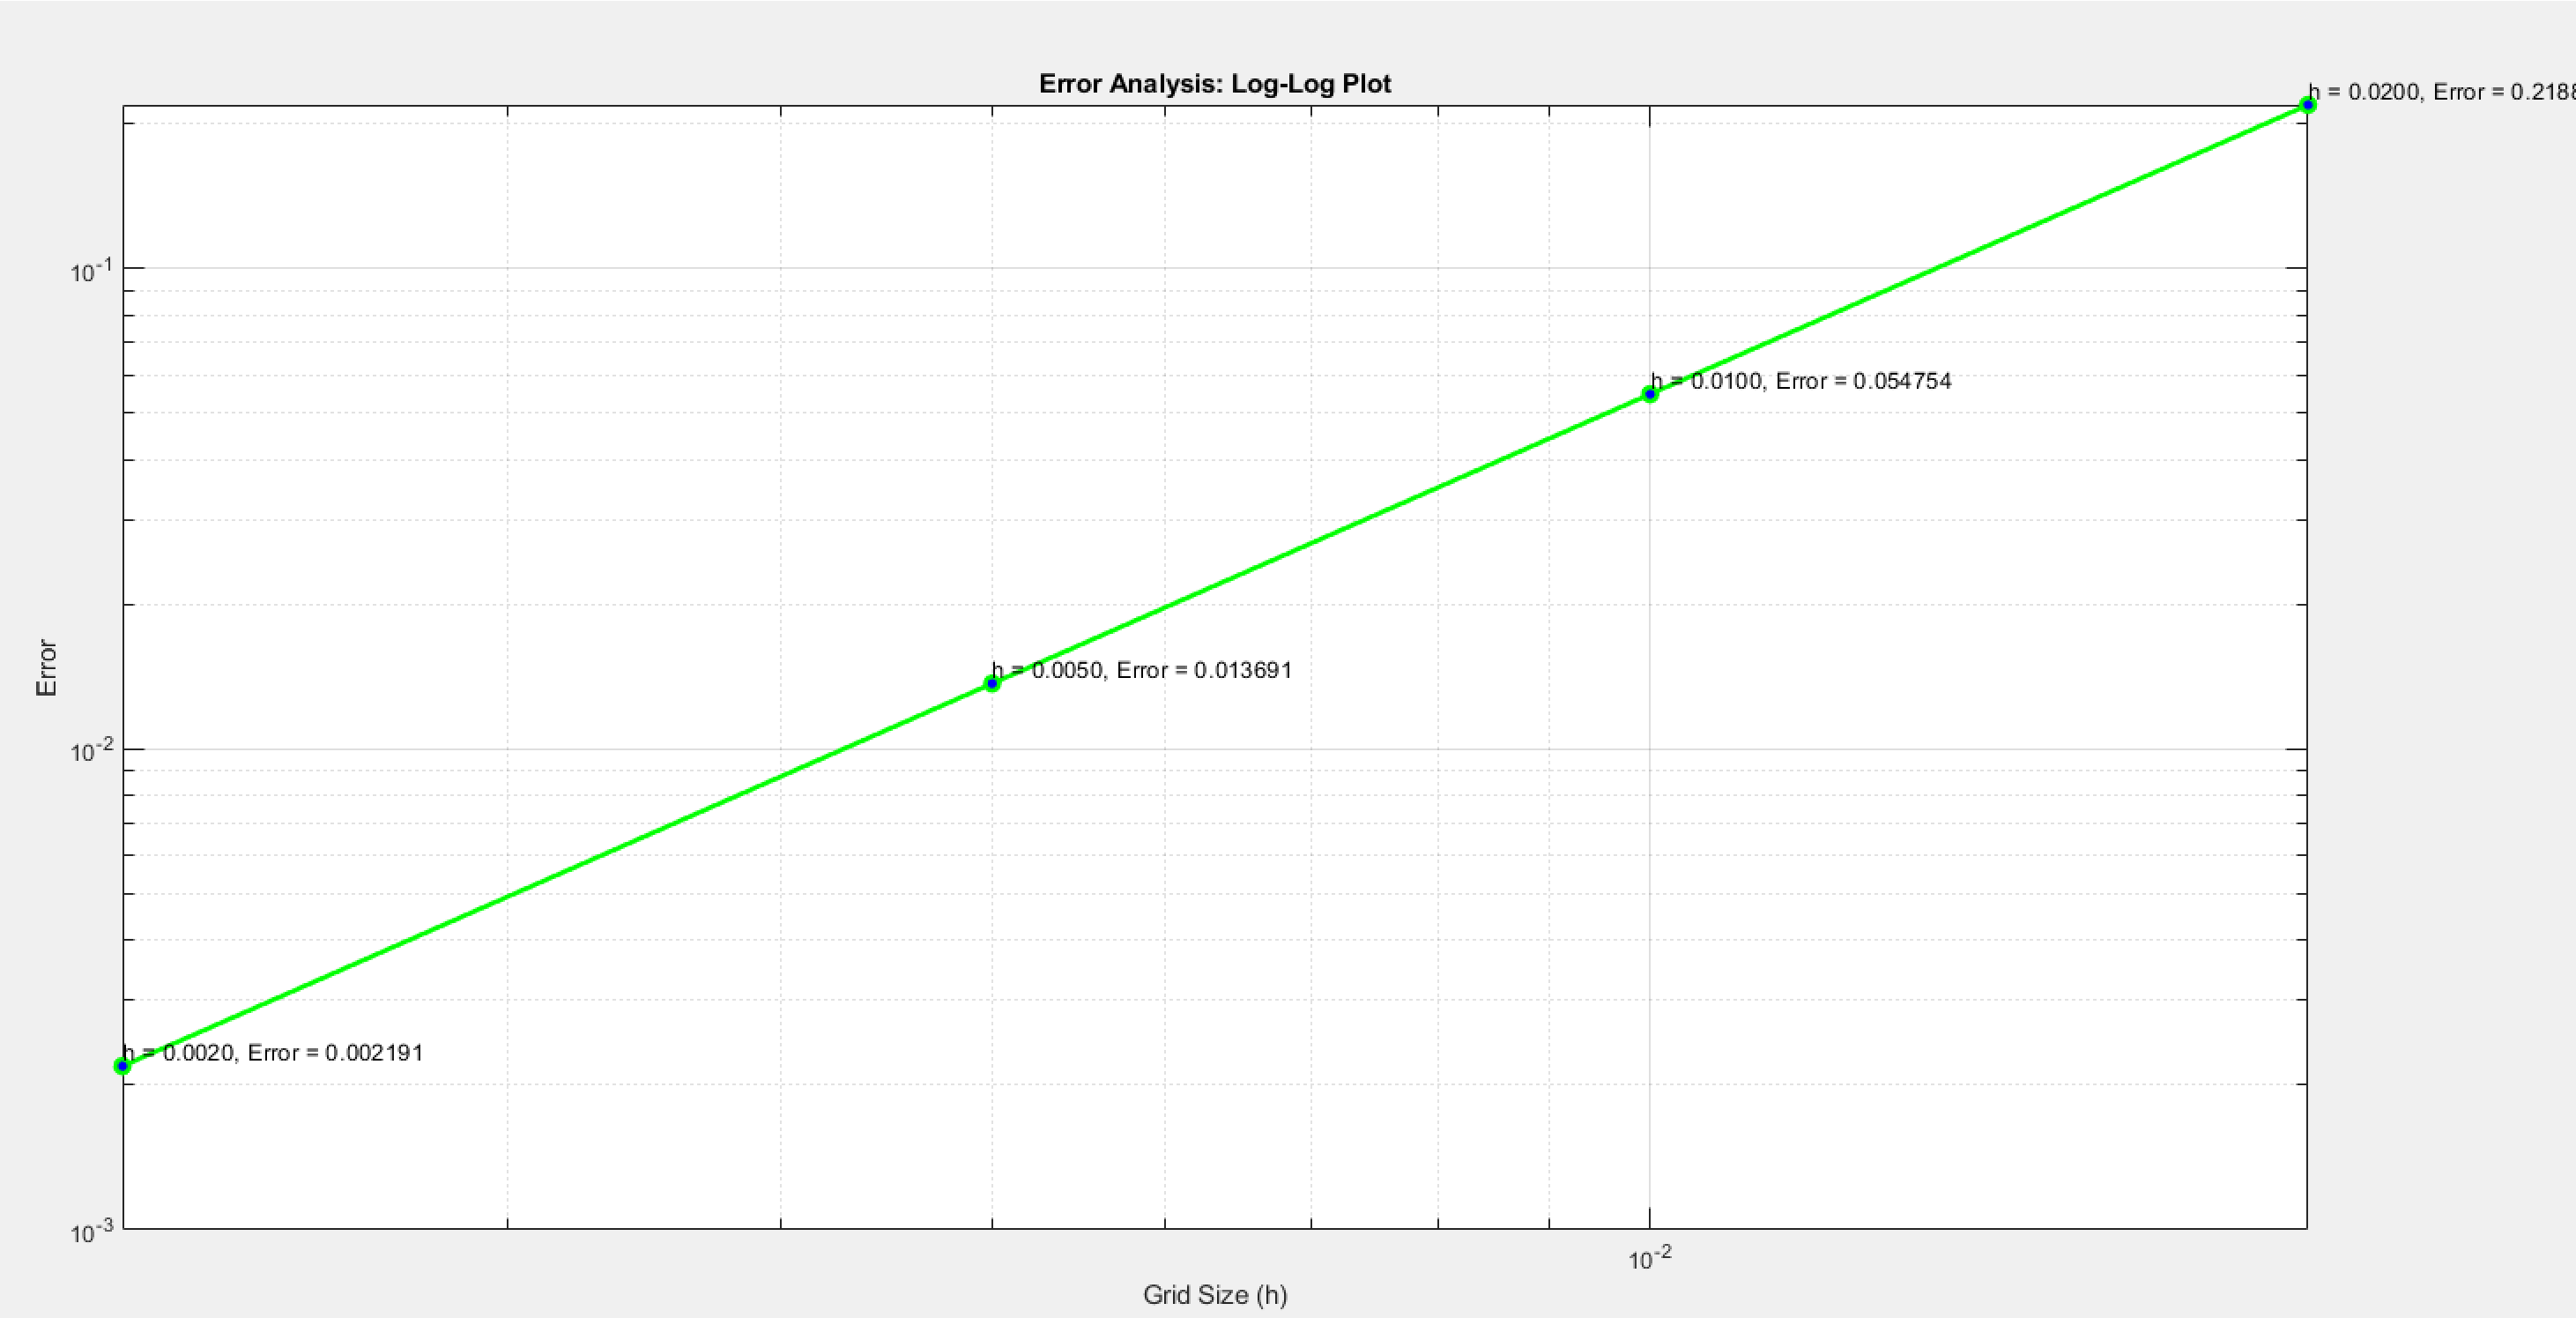 Error Analysis: Log-Log Plot
h = 0.0200, Error = 0.2188
10-1
h = 0.0100, Error = 0.054754
h = 0.0050, Error = 0.013691
Error
10-2
h = 0.0020, Error = 0.002191
10-3
10-2
Grid Size (h)